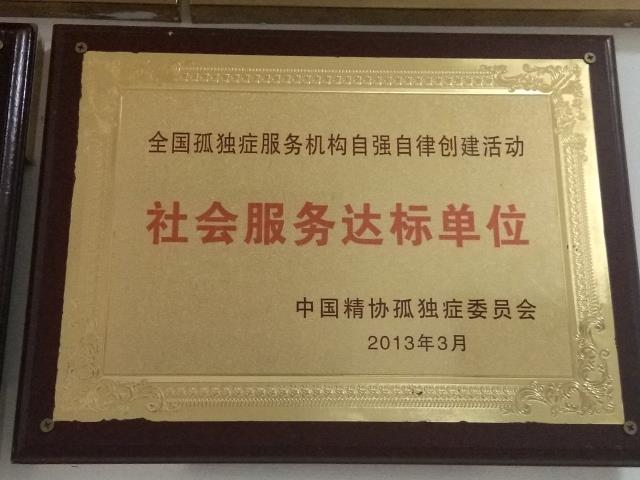 全国孤独症服务机构自强自律创建活动
社会服务达标单位
中国精协孤独症委员会
2013年3月